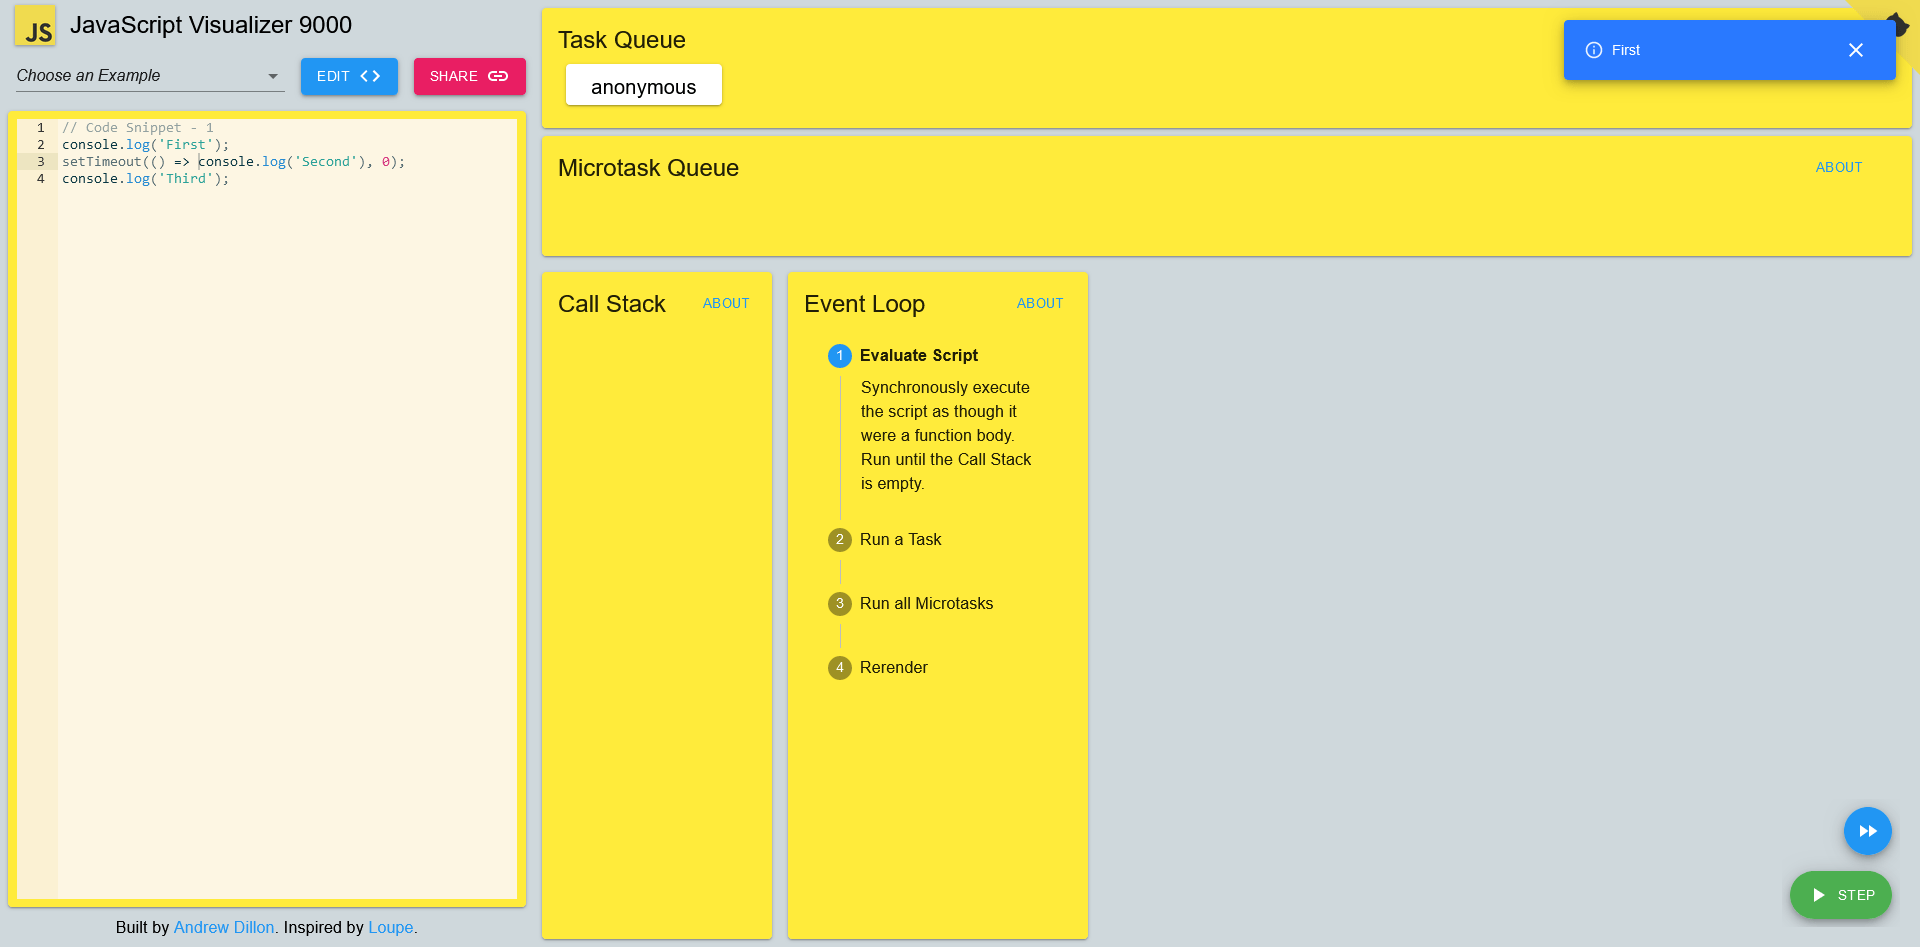 JS
JavaScript Visualizer 9000
Choose an Example
EDIT
SHARE
1 // Code Snippet - 1
2 console.log('First');
3 setTimeout(() => console.log('Second'), 0);
4 console.log('Third');
Built by Andrew Dillon. Inspired by Loupe.
Task Queue
anonymous
First
Microtask Queue
ABOUT
Call Stack
ABOUT
Event Loop
ABOUT
1 Evaluate Script
Synchronously execute
the script as though it
were a function body.
Run until the Call Stack
is empty.
2 Run a Task
3 Run all Microtasks
4 Rerender
STEP